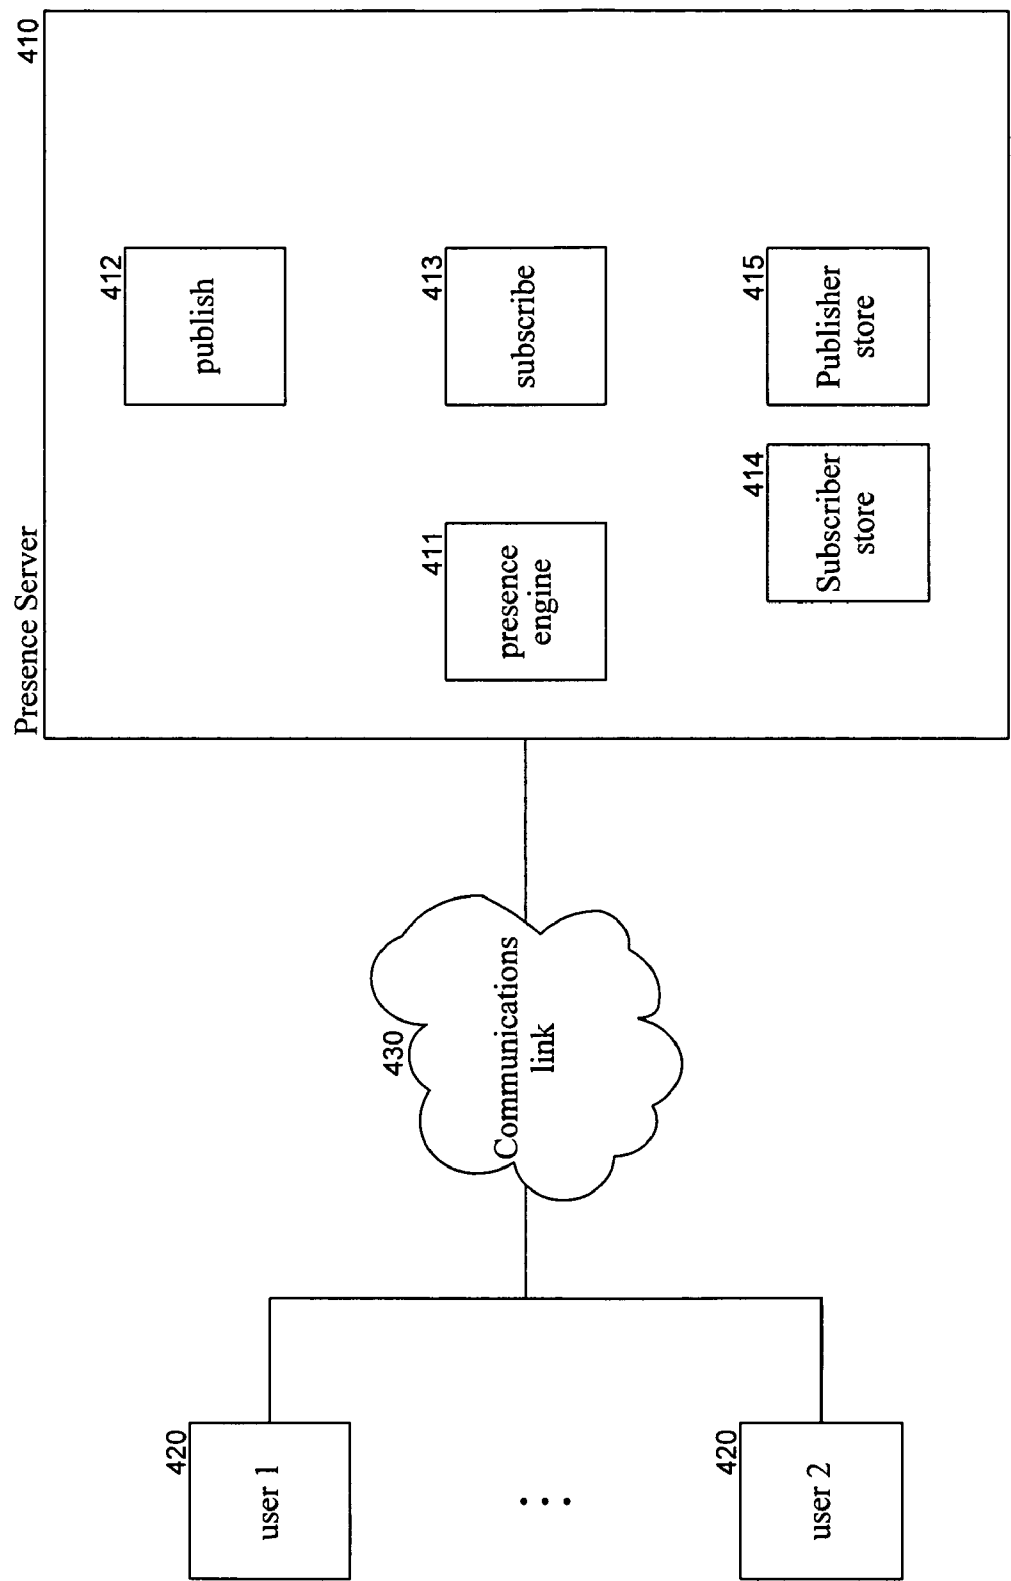 Presence Server
410
412
publish
411
presence
engine
413
subscribe
414
Subscriber
store
415
Publisher
store
430
Communications
link
420
user 1
...
420
user 2